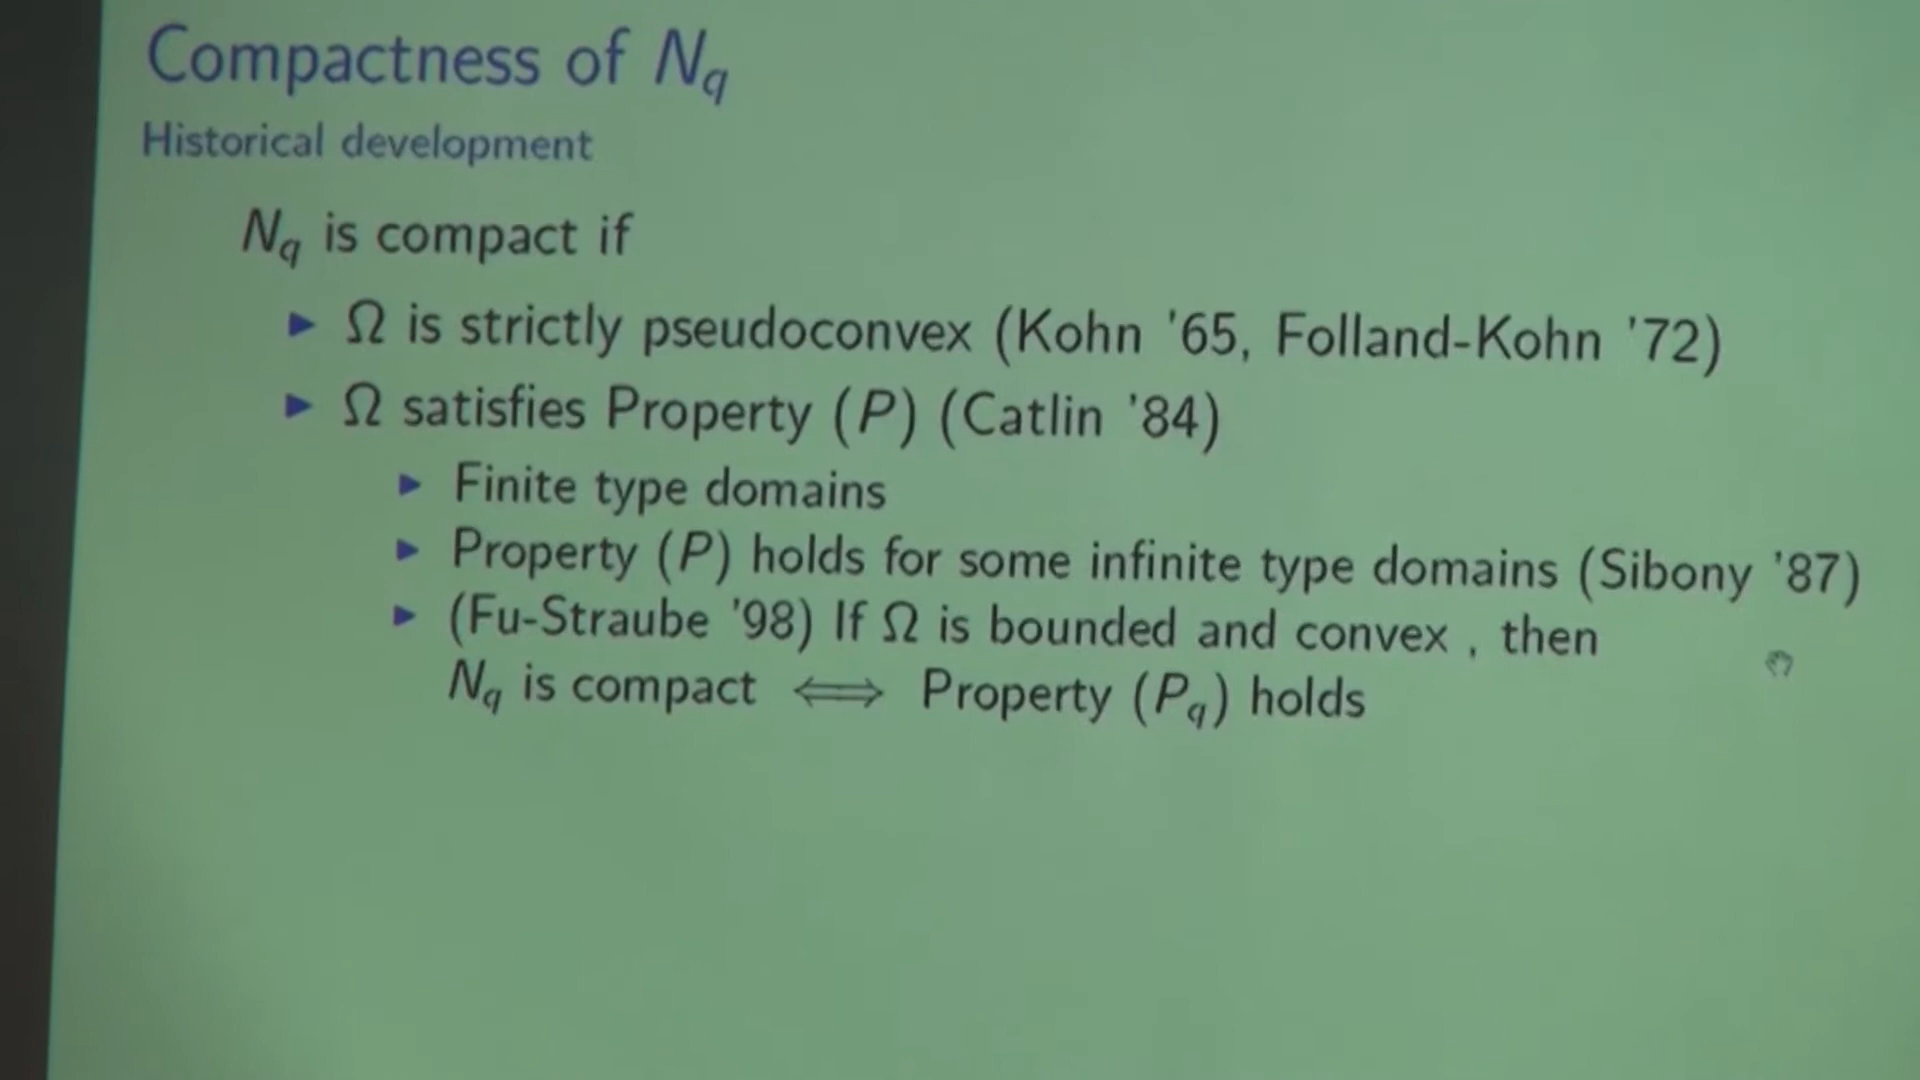 Compactness of N_q
Historical development
N_q is compact if
▶ Ω is strictly pseudoconvex (Kohn '65, Folland-Kohn '72)
▶ Ω satisfies Property (P) (Catlin '84)
▶ Finite type domains
▶ Property (P) holds for some infinite type domains (Sibony '87)
▶ (Fu-Straube '98) If Ω is bounded and convex , then
N_q is compact ⟺ Property (P_q) holds